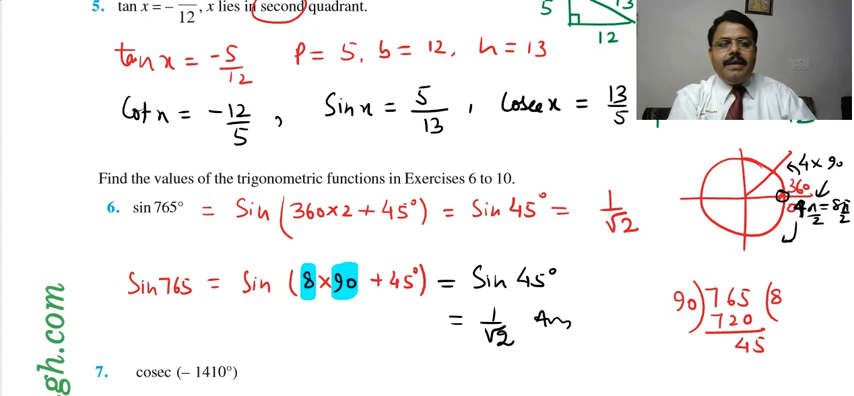 5. tan x = − /12, x lies in second quadrant.
5 13
12
tan x = -5/12 P = 5, b = 12, h = 13
Cot x = -12/5, Sin x = 5/13, Cosec x = 13/5
Find the values of the trigonometric functions in Exercises 6 to 10.
4 x 90
360
6. sin 765° = Sin (360x2 + 45°) = Sin 45° = 1/√2
Sin 765 = Sin (8 x 90 + 45°) = Sin 45°
= 1/√2 Ans
90)765(8
720
45
7. cosec (– 1410°)
gh.com